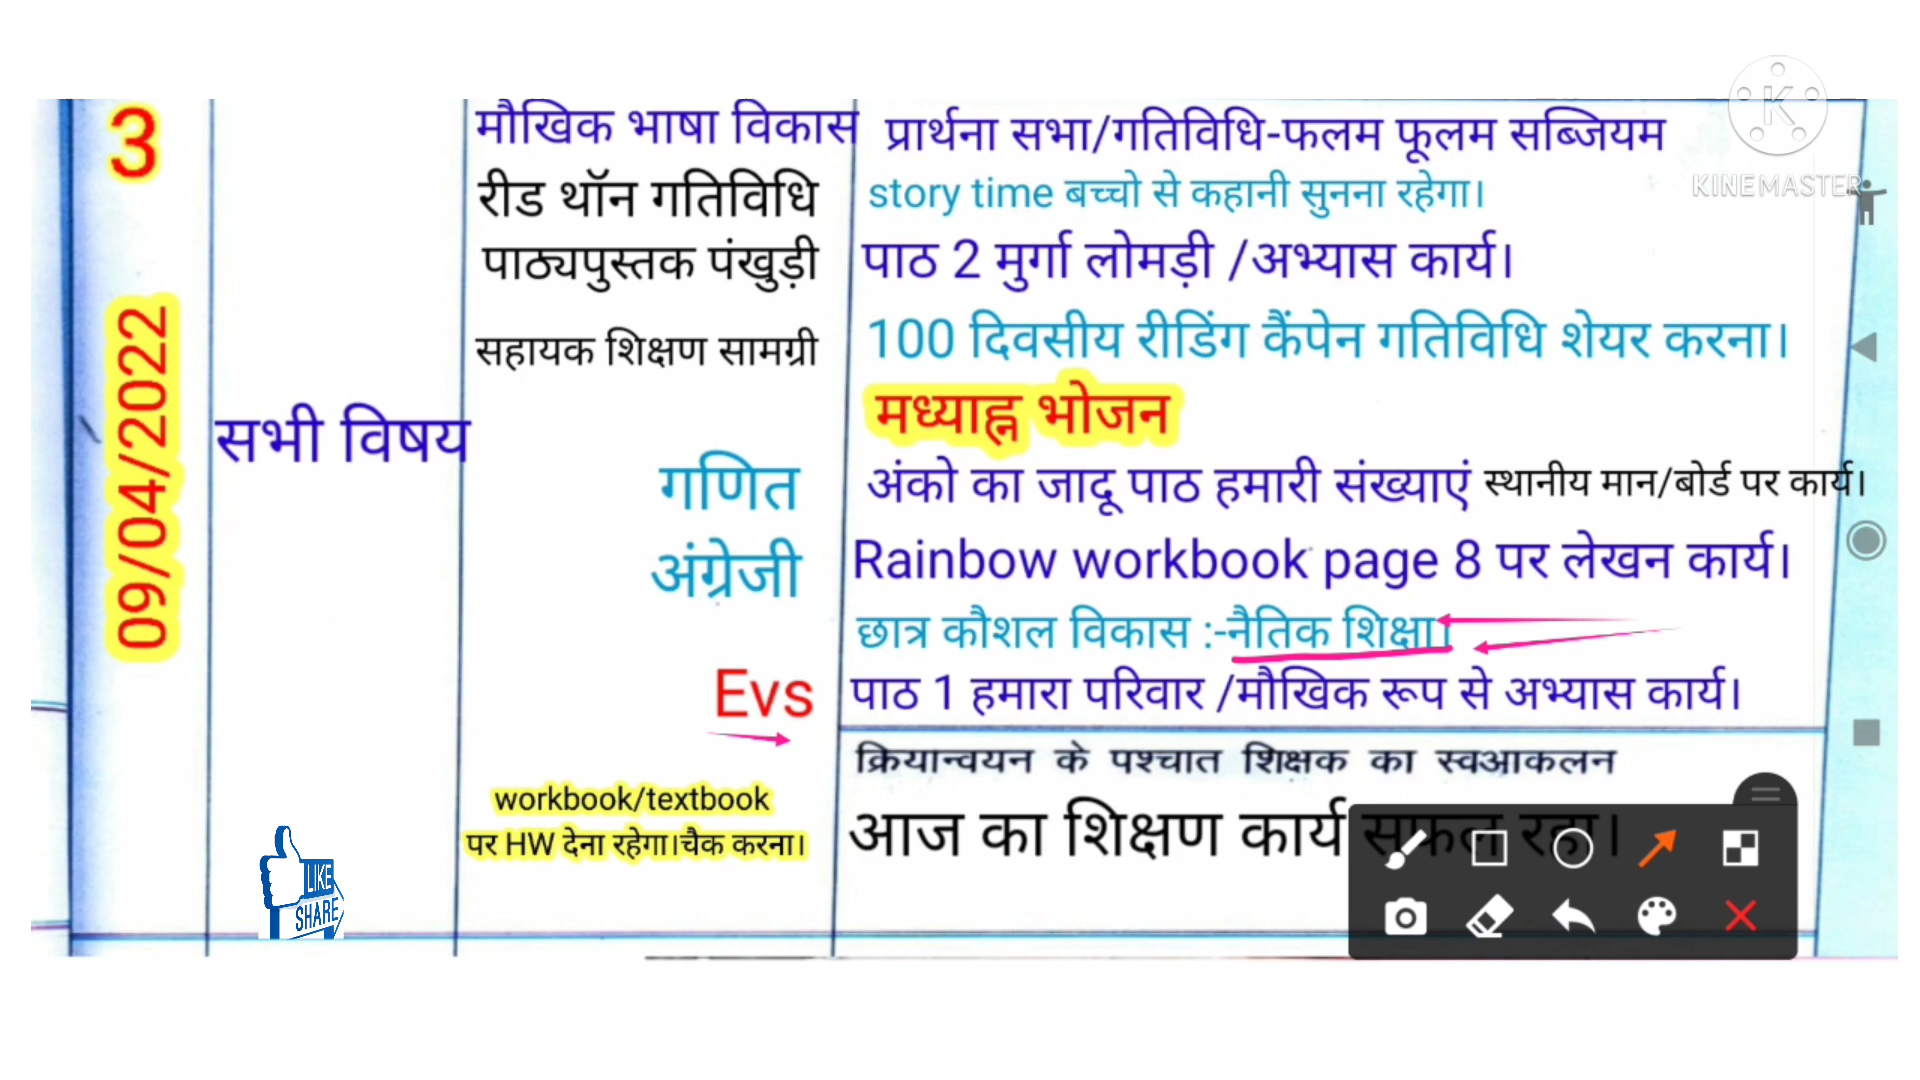 3
09/04/2022
सभी विषय
मौखिक भाषा विकास
रीड थॉन गतिविधि
पाठ्यपुस्तक पंखुड़ी
सहायक शिक्षण सामग्री
गणित
अंग्रेजी
Evs
workbook/textbook
पर HW देना रहेगा।चैक करना।
प्रार्थना सभा/गतिविधि-फलम फूलम सब्जियम
story time बच्चो से कहानी सुनना रहेगा।
पाठ 2 मुर्गा लोमड़ी /अभ्यास कार्य।
100 दिवसीय रीडिंग कैंपेन गतिविधि शेयर करना।
मध्याह्न भोजन
अंको का जादू पाठ हमारी संख्याएं स्थानीय मान/बोर्ड पर कार्य।
Rainbow workbook page 8 पर लेखन कार्य।
छात्र कौशल विकास :-नैतिक शिक्षा।
पाठ 1 हमारा परिवार /मौखिक रूप से अभ्यास कार्य।
क्रियान्वयन के पश्चात शिक्षक का स्वआकलन
आज का शिक्षण कार्य सफल रहा।
LIKE
SHARE
K
KINEMASTER